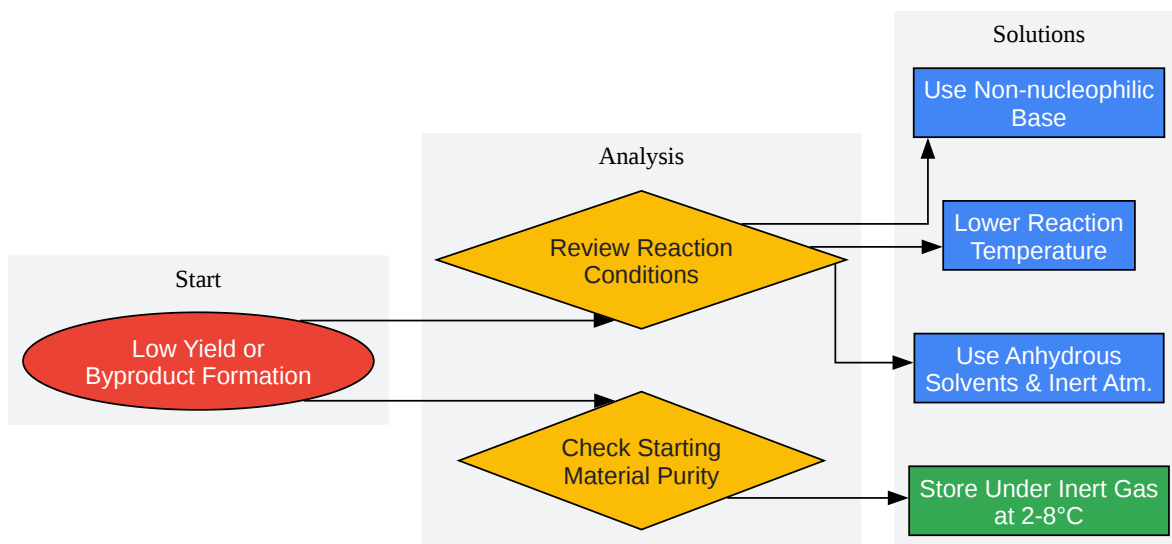 Start
Low Yield or
Byproduct Formation
Analysis
Review Reaction
Conditions
Check Starting
Material Purity
Solutions
Use Non-nucleophilic
Base
Lower Reaction
Temperature
Use Anhydrous
Solvents & Inert Atm.
Store Under Inert Gas
at 2-8°C